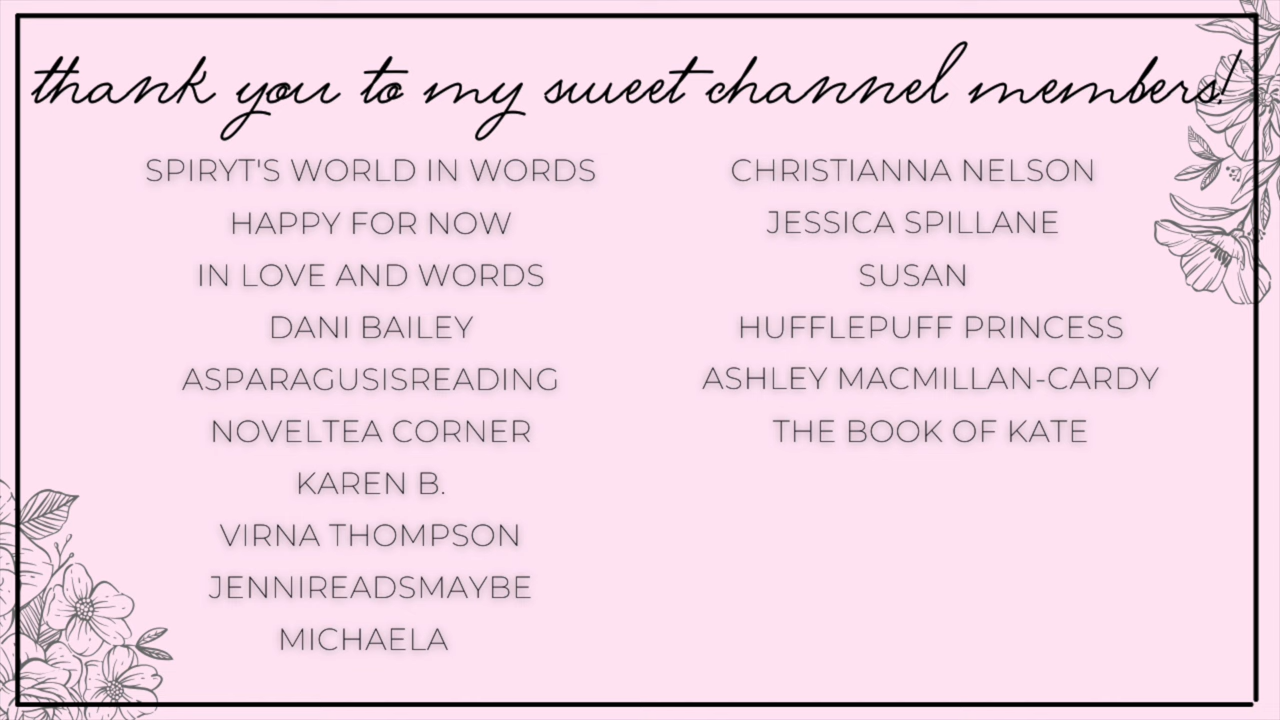 thank you to my sweet channel members!
SPIRYT'S WORLD IN WORDS
HAPPY FOR NOW
IN LOVE AND WORDS
DANI BAILEY
ASPARAGUSISREADING
NOVELTEA CORNER
KAREN B.
VIRNA THOMPSON
JENNIREADSMAYBE
MICHAELA
CHRISTIANNA NELSON
JESSICA SPILLANE
SUSAN
HUFFLEPUFF PRINCESS
ASHLEY MACMILLAN-CARDY
THE BOOK OF KATE